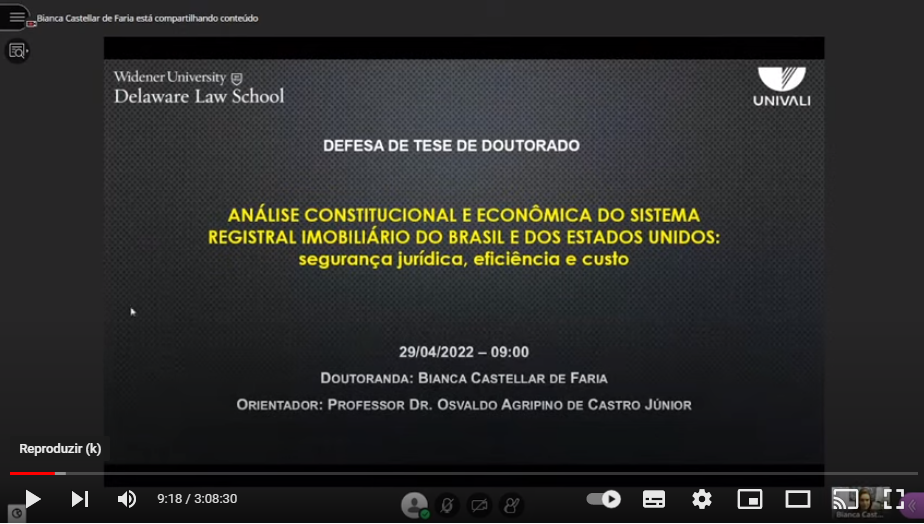 Bianca Castellar de Faria está compartilhando conteúdo
Widener University
Delaware Law School
UNIVALI
DEFESA DE TESE DE DOUTORADO
ANÁLISE CONSTITUCIONAL E ECONÔMICA DO SISTEMA
REGISTRAL IMOBILIÁRIO DO BRASIL E DOS ESTADOS UNIDOS:
segurança jurídica, eficiência e custo
29/04/2022 – 09:00
DOUTORANDA: BIANCA CASTELLAR DE FARIA
ORIENTADOR: PROFESSOR DR. OSVALDO AGRIPINO DE CASTRO JÚNIOR
Reproduzir (k)
9:18 / 3:08:30
Bianca Cast...